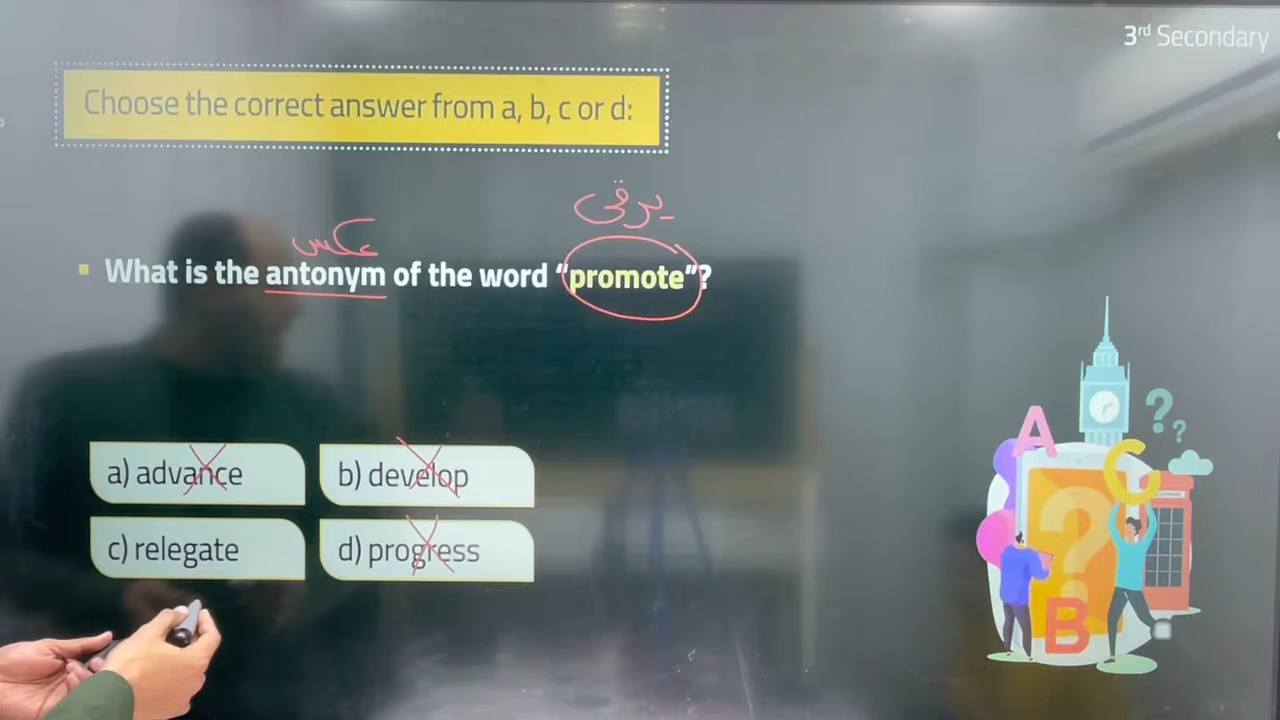 3rd Secondary
Choose the correct answer from a, b, c or d:
يرقى
عكس
What is the antonym of the word “promote”?
a) advance
b) develop
c) relegate
d) progress
A
? ?
C
?
B